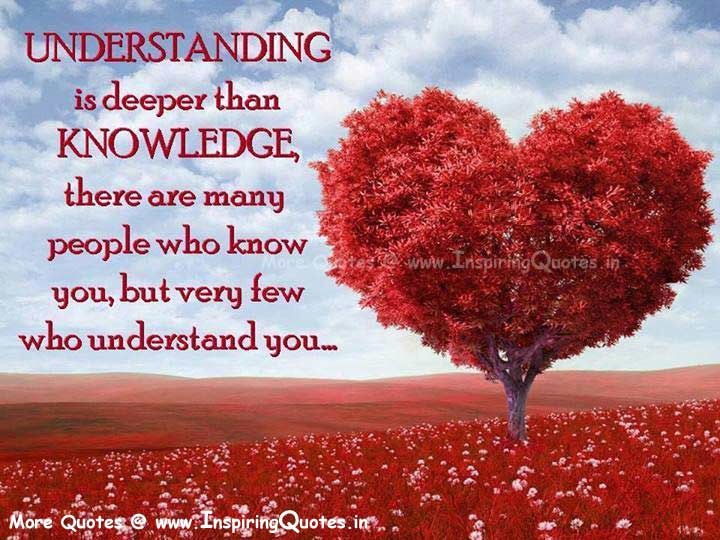 UNDERSTANDING
is deeper than
KNOWLEDGE,
there are many
people who know
you, but very few
who understand you...
More Quotes @ www.InspiringQuotes.in
More Quotes @ www.InspiringQuotes.in